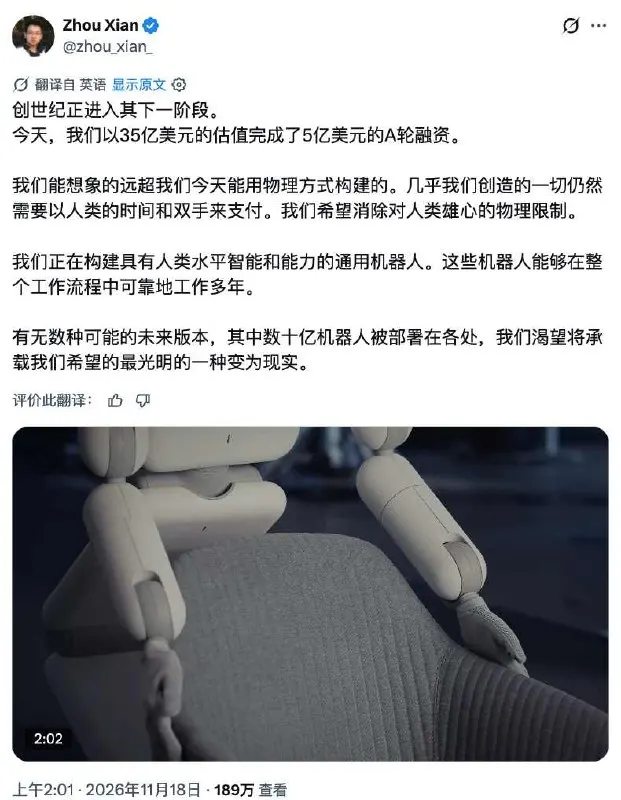 Zhou Xian
@zhou_xian_
翻译自 英语 显示原文
创世纪正进入其下一阶段。
今天，我们以35亿美元的估值完成了5亿美元的A轮融资。
我们能想象的远超我们今天能用物理方式构建的。几乎我们创造的一切仍然
需要以人类的时间和双手来支付。我们希望消除对人类雄心的物理限制。
我们正在构建具有人类水平智能和能力的通用机器人。这些机器人能够在整
个工作流程中可靠地工作多年。
有无数种可能的未来版本，其中数十亿机器人被部署在各处，我们渴望将承
载我们希望的最光明的一种变为现实。
评价此翻译：
2:02
上午2:01 · 2026年11月18日 · 189万 查看